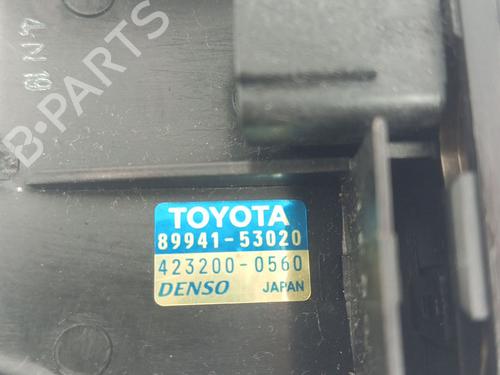 B-PARTS
TOYOTA
89941-53020
423200-0560
DENSO JAPAN